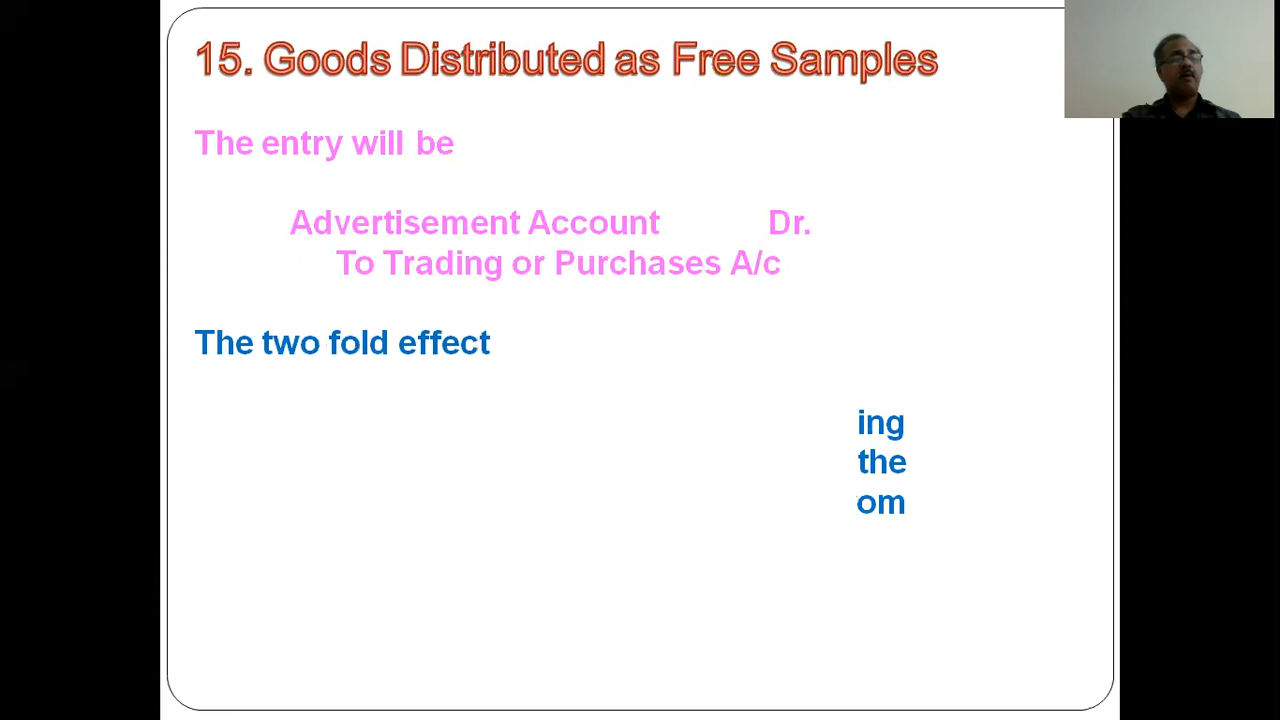 15. Goods Distributed as Free Samples
The entry will be
Advertisement Account Dr.
To Trading or Purchases A/c
The two fold effect
ing
the
om